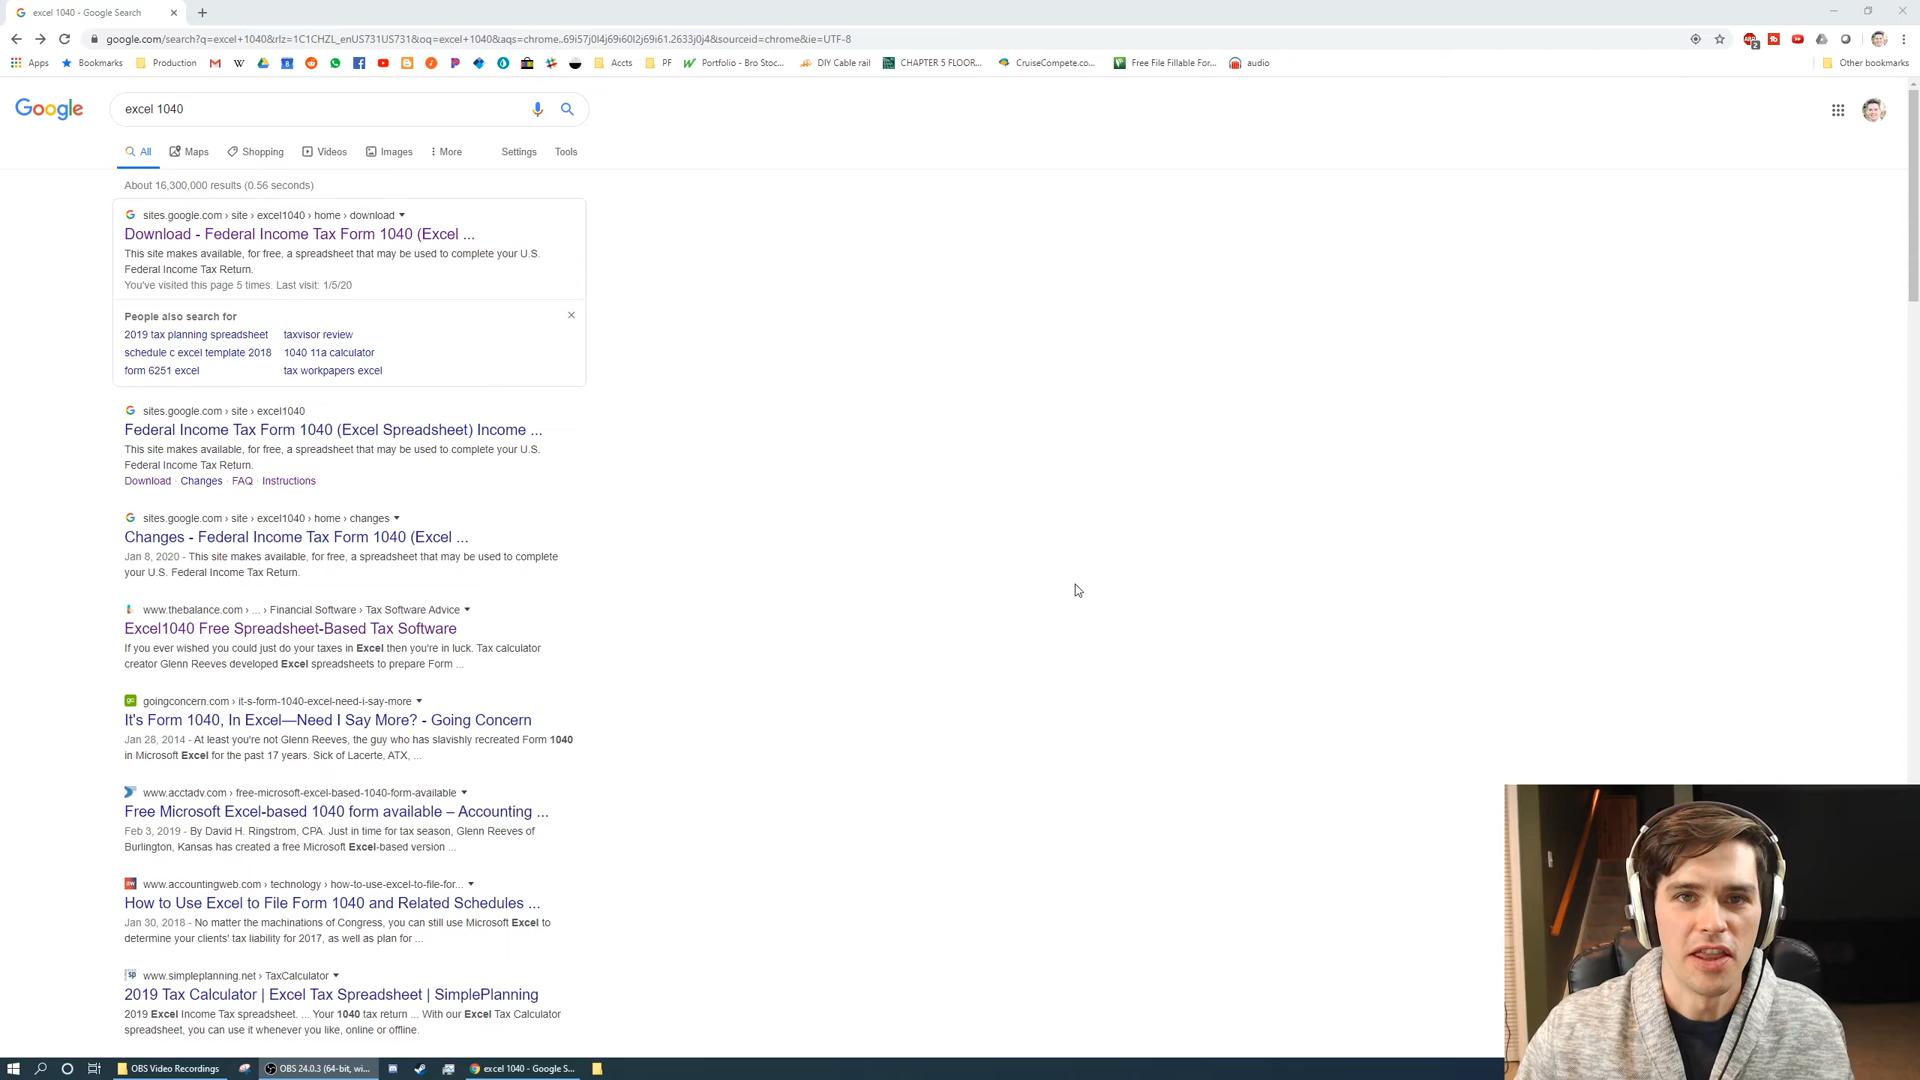 excel 1040 - Google Search
google.com/search?q=excel+1040&rlz=1C1CHZL_enUS731US731&oq=excel+1040&aqs=chrome..69i57j0l4j69i60l2j69i61.2633j0j4&sourceid=chrome&ie=UTF-8
Apps Bookmarks Production Accts PF Portfolio - Bro Stoc... DIY Cable rail CHAPTER 5 FLOOR... CruiseCompete.co... Free File Fillable For... audio Other bookmarks
Google excel 1040
All Maps Shopping Videos Images More Settings Tools
About 16,300,000 results (0.56 seconds)
sites.google.com › site › excel1040 › home › download
Download - Federal Income Tax Form 1040 (Excel ...
This site makes available, for free, a spreadsheet that may be used to complete your U.S.
Federal Income Tax Return.
You've visited this page 5 times. Last visit: 1/5/20
People also search for
2019 tax planning spreadsheet taxvisor review
schedule c excel template 2018 1040 11a calculator
form 6251 excel tax workpapers excel
sites.google.com › site › excel1040
Federal Income Tax Form 1040 (Excel Spreadsheet) Income ...
This site makes available, for free, a spreadsheet that may be used to complete your U.S.
Federal Income Tax Return.
Download · Changes · FAQ · Instructions
sites.google.com › site › excel1040 › home › changes
Changes - Federal Income Tax Form 1040 (Excel ...
Jan 8, 2020 - This site makes available, for free, a spreadsheet that may be used to complete
your U.S. Federal Income Tax Return.
www.thebalance.com › ... › Financial Software › Tax Software Advice
Excel1040 Free Spreadsheet-Based Tax Software
If you ever wished you could just do your taxes in Excel then you're in luck. Tax calculator
creator Glenn Reeves developed Excel spreadsheets to prepare Form ...
goingconcern.com › it-s-form-1040-excel-need-i-say-more
It's Form 1040, In Excel—Need I Say More? - Going Concern
Jan 28, 2014 - At least you're not Glenn Reeves, the guy who has slavishly recreated Form 1040
in Microsoft Excel for the past 17 years. Sick of Lacerte, ATX, ...
www.acctadv.com › free-microsoft-excel-based-1040-form-available
Free Microsoft Excel-based 1040 form available – Accounting ...
Feb 3, 2019 - By David H. Ringstrom, CPA. Just in time for tax season, Glenn Reeves of
Burlington, Kansas has created a free Microsoft Excel-based version ...
www.accountingweb.com › technology › how-to-use-excel-to-file-for...
How to Use Excel to File Form 1040 and Related Schedules ...
Jan 30, 2018 - No matter the machinations of Congress, you can still use Microsoft Excel to
determine your clients' tax liability for 2017, as well as plan for ...
www.simpleplanning.net › TaxCalculator
2019 Tax Calculator | Excel Tax Spreadsheet | SimplePlanning
2019 Excel Income Tax spreadsheet. ... Your 1040 tax return ... With our Excel Tax Calculator
spreadsheet, you can use it whenever you like, online or offline.
OBS Video Recordings OBS 24.0.3 (64-bit, wi... excel 1040 - Google S...